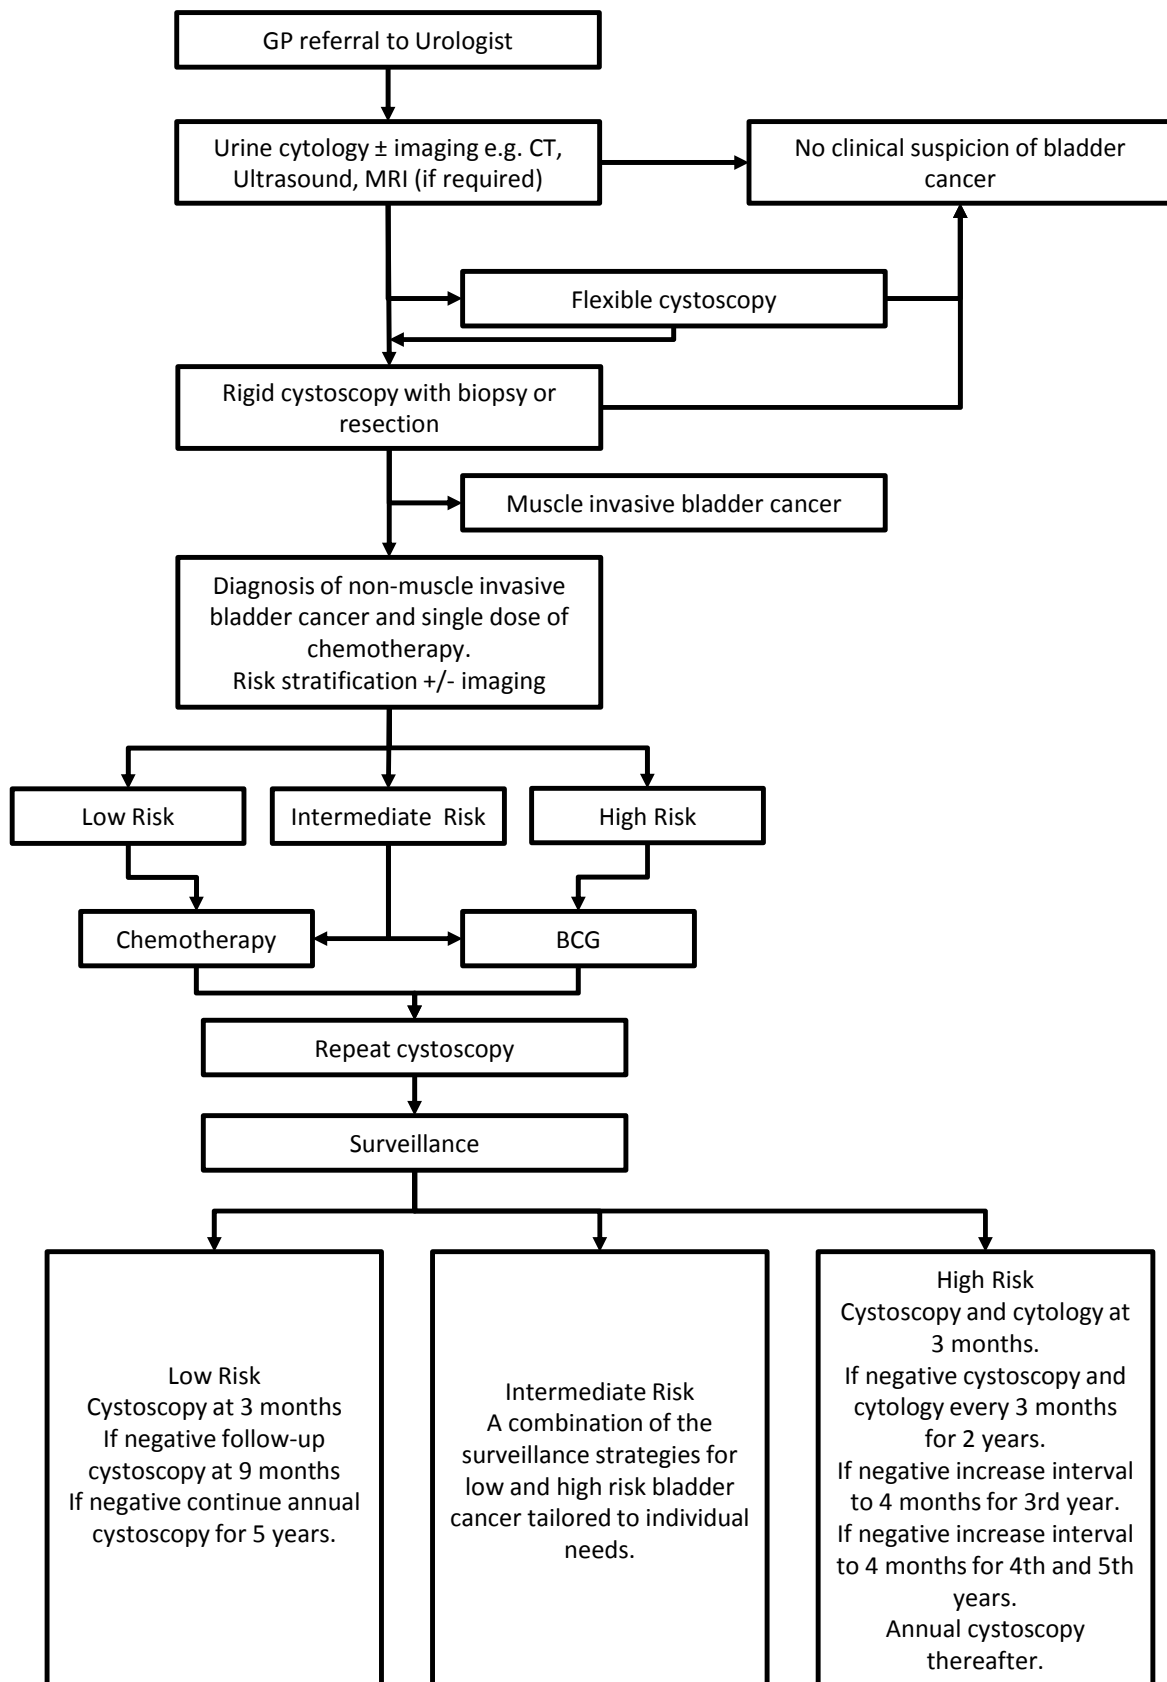 GP referral to Urologist
Urine cytology ± imaging e.g. CT,
Ultrasound, MRI (if required)
No clinical suspicion of bladder
cancer
Flexible cystoscopy
Rigid cystoscopy with biopsy or
resection
Muscle invasive bladder cancer
Diagnosis of non-muscle invasive
bladder cancer and single dose of
chemotherapy.
Risk stratification +/- imaging
Low Risk
Intermediate Risk
High Risk
Chemotherapy
BCG
Repeat cystoscopy
Surveillance
Low Risk
Cystoscopy at 3 months
If negative follow-up
cystoscopy at 9 months
If negative continue annual
cystoscopy for 5 years.
Intermediate Risk
A combination of the
surveillance strategies for
low and high risk bladder
cancer tailored to individual
needs.
High Risk
Cystoscopy and cytology at
3 months.
If negative cystoscopy and
cytology every 3 months
for 2 years.
If negative increase interval
to 4 months for 3rd year.
If negative increase interval
to 4 months for 4th and 5th
years.
Annual cystoscopy
thereafter.